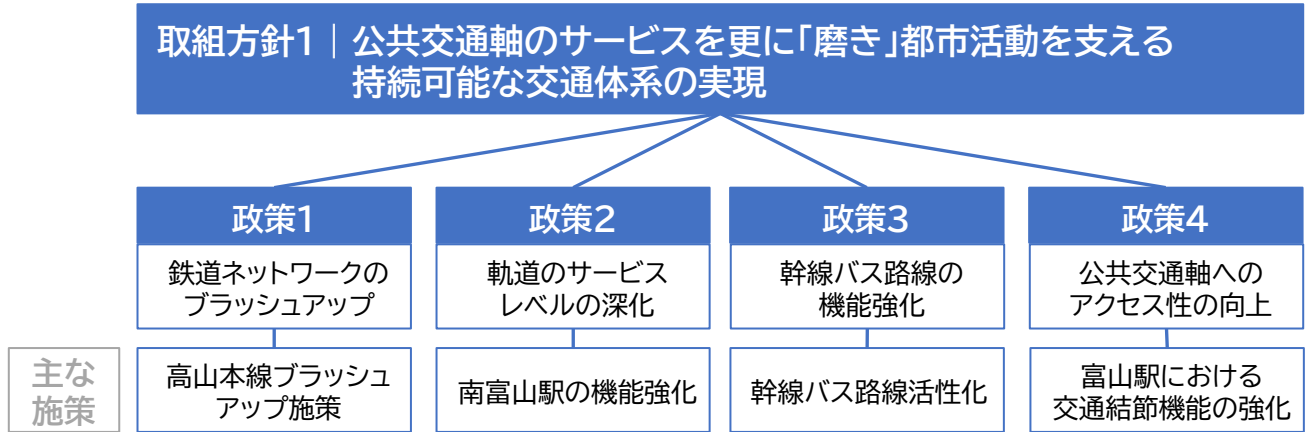 取組方針1｜公共交通軸のサービスを更に「磨き」都市活動を支える
持続可能な交通体系の実現
政策1
鉄道ネットワークの
ブラッシュアップ
政策2
軌道のサービス
レベルの深化
政策3
幹線バス路線の
機能強化
政策4
公共交通軸への
アクセス性の向上
主な
施策
高山本線ブラッシュ
アップ施策
南富山駅の機能強化
幹線バス路線活性化
富山駅における
交通結節機能の強化